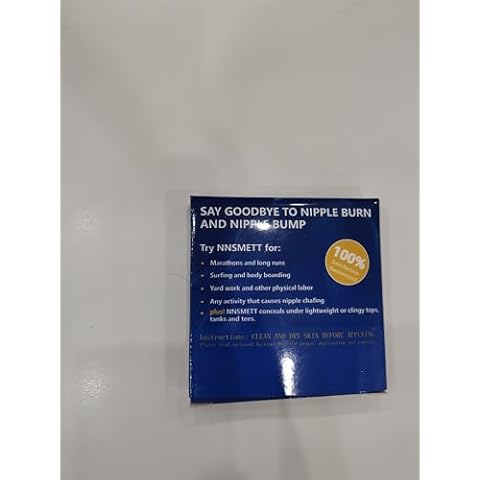 SAY GOODBYE TO NIPPLE BURN
AND NIPPLE BUMP
Try NNSMETT for:
• Marathons and long runs
• Surfing and body boarding
• Yard work and other physical labor
• Any activity that causes nipple chafing
• plus! NNSMETT conceals under lightweight or clingy tops,
tanks and tees.
100%
Satisfaction
Guaranteed
Instructions: CLEAN AND DRY SKIN BEFORE APPLYING.